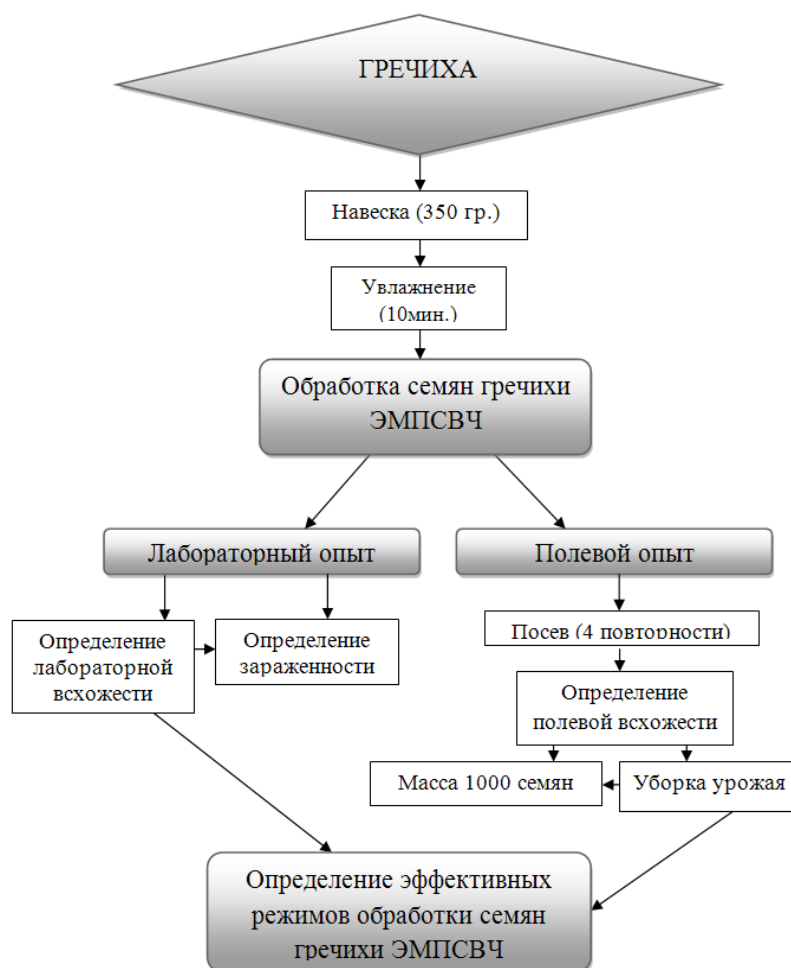 ГРЕЧИХА
Навеска (350 гр.)
Увлажнение
(10мин.)
Обработка семян гречихи
ЭМПСВЧ
Лабораторный опыт
Полевой опыт
Определение
лабораторной
всхожести
Определение
зараженности
Посев (4 повторности)
Определение
полевой всхожести
Масса 1000 семян
Уборка урожая
Определение эффективных
режимов обработки семян
гречихи ЭМПСВЧ